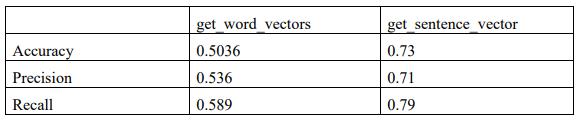 get_word_vectors get_sentence_vector
Accuracy 0.5036 0.73
Precision 0.536 0.71
Recall 0.589 0.79